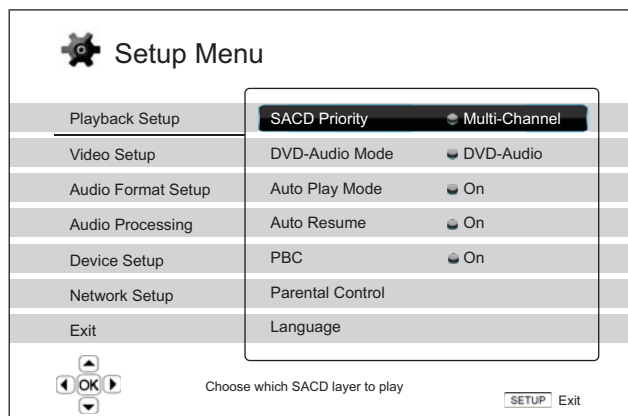 Setup Menu
Playback Setup
Video Setup
Audio Format Setup
Audio Processing
Device Setup
Network Setup
Exit
SACD Priority Multi-Channel
DVD-Audio Mode DVD-Audio
Auto Play Mode On
Auto Resume On
PBC On
Parental Control
Language
OK
Choose which SACD layer to play
SETUP Exit